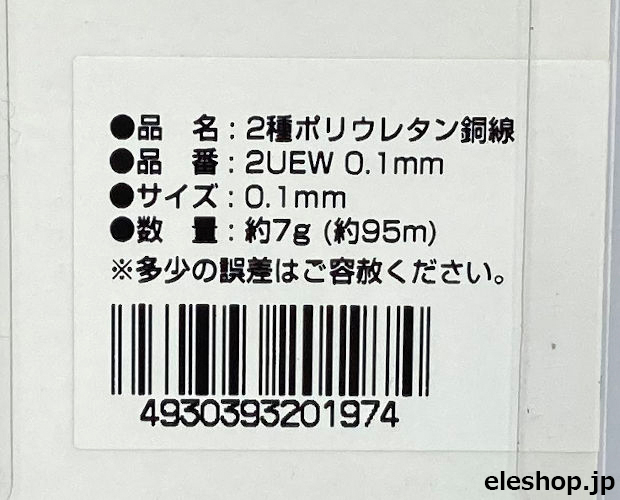 ●品　名：2種ポリウレタン銅線
●品　番：2UEW 0.1mm
●サイズ：0.1mm
●数　量：約7g (約95m)
※多少の誤差はご容赦ください。
4930393201974
eleshop.jp